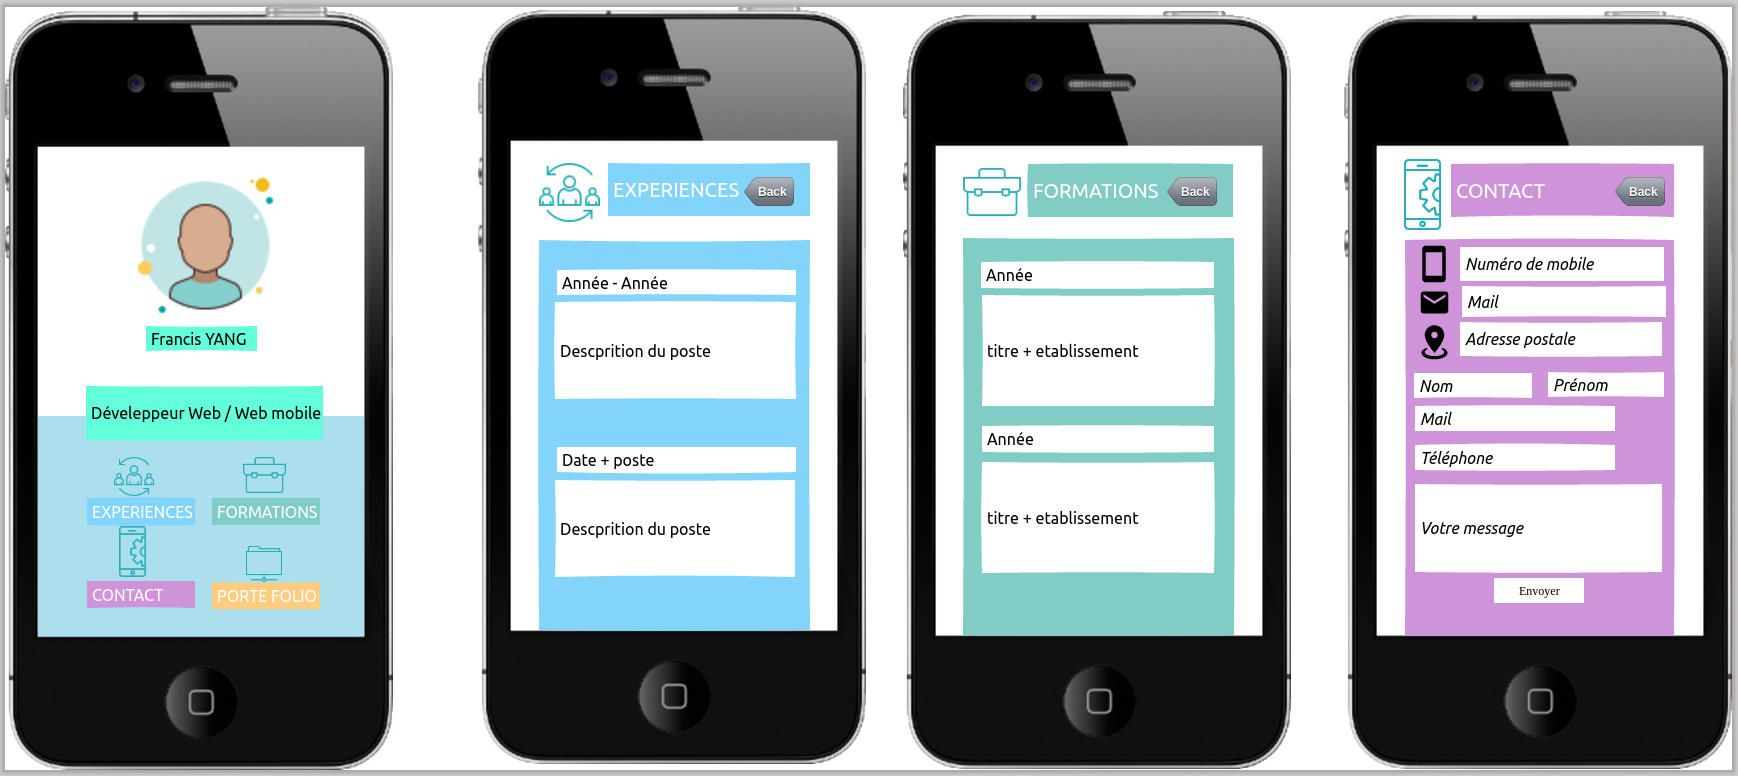 Francis YANG
Développeur Web / Web mobile
EXPERIENCES
FORMATIONS
CONTACT
PORTE FOLIO
EXPERIENCES
Back
Année - Année
Descprition du poste
Date + poste
Descprition du poste
FORMATIONS
Back
Année
titre + etablissement
Année
titre + etablissement
CONTACT
Back
Numéro de mobile
Mail
Adresse postale
Nom
Prénom
Mail
Téléphone
Votre message
Envoyer